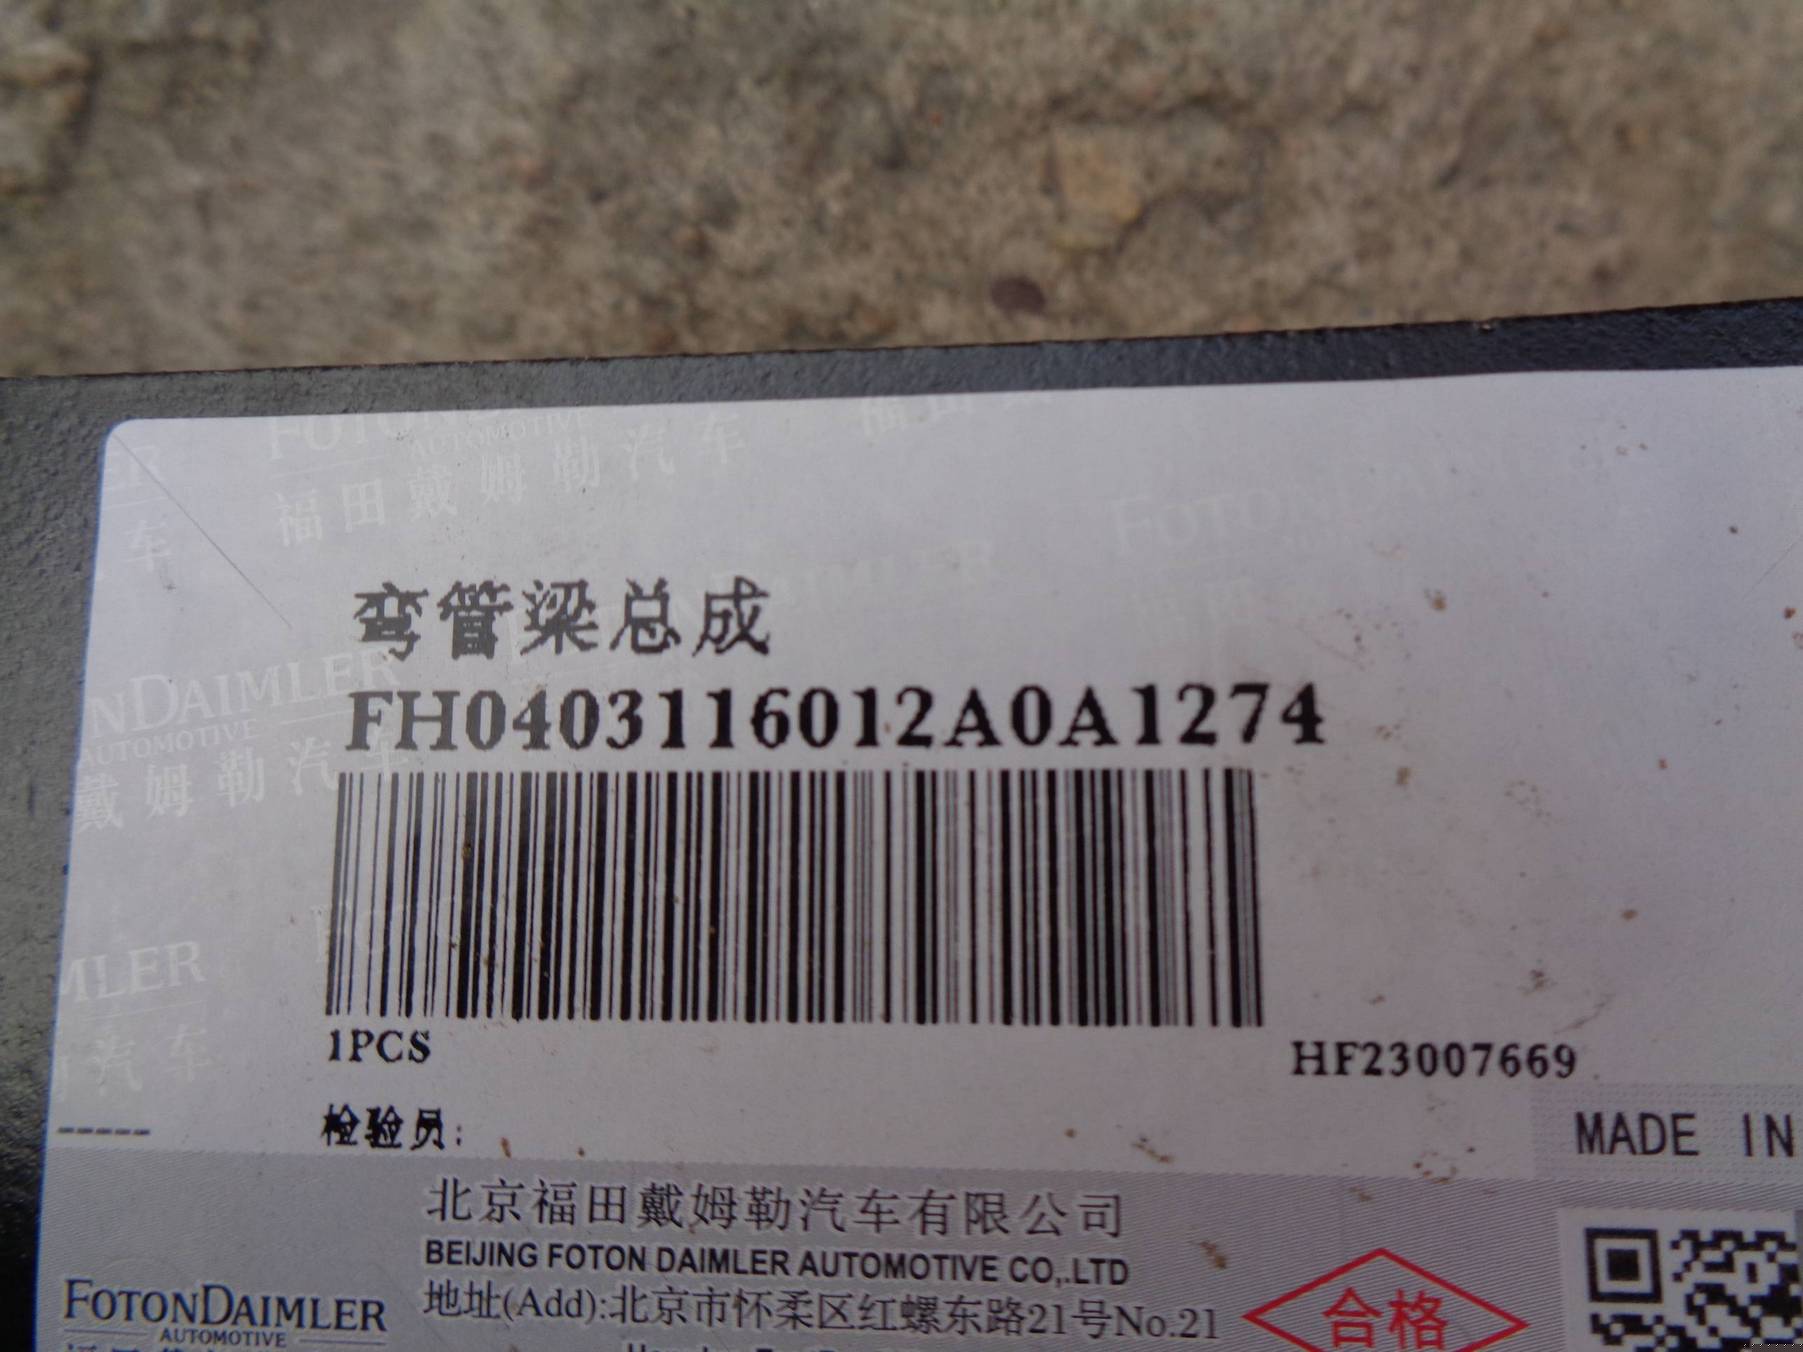 弯管梁总成
FH0403116012A0A1274
1PCS
HF23007669
检验员:
-----
MADE IN
北京福田戴姆勒汽车有限公司
BEIJING FOTON DAIMLER AUTOMOTIVE CO,.LTD
地址(Add):北京市怀柔区红螺东路21号No.21
合格
FOTONDAIMLER
AUTOMOTIVE